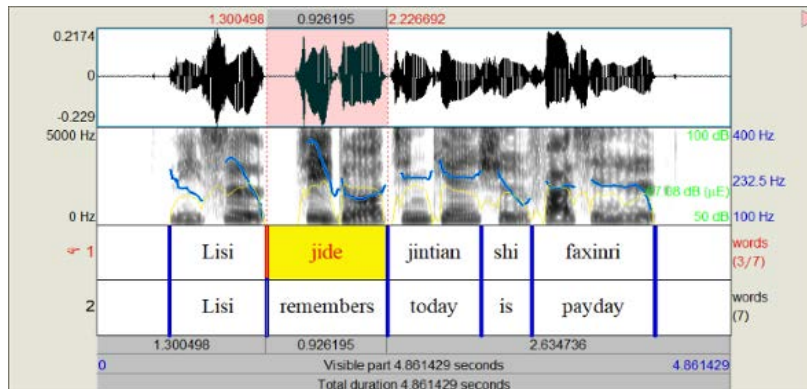 1.300498 0.926195 2.226692
0.2174
0
-0.229
5000 Hz 100 dB 400 Hz
232.5 Hz
0 Hz 50 dB 100 Hz
1 Lisi jide jintian shi faxinri words
(3/7)
2 Lisi remembers today is payday words
(7)
1.300498 0.926195 2.634736
0 Visible part 4.861429 seconds 4.861429
Total duration 4.861429 seconds